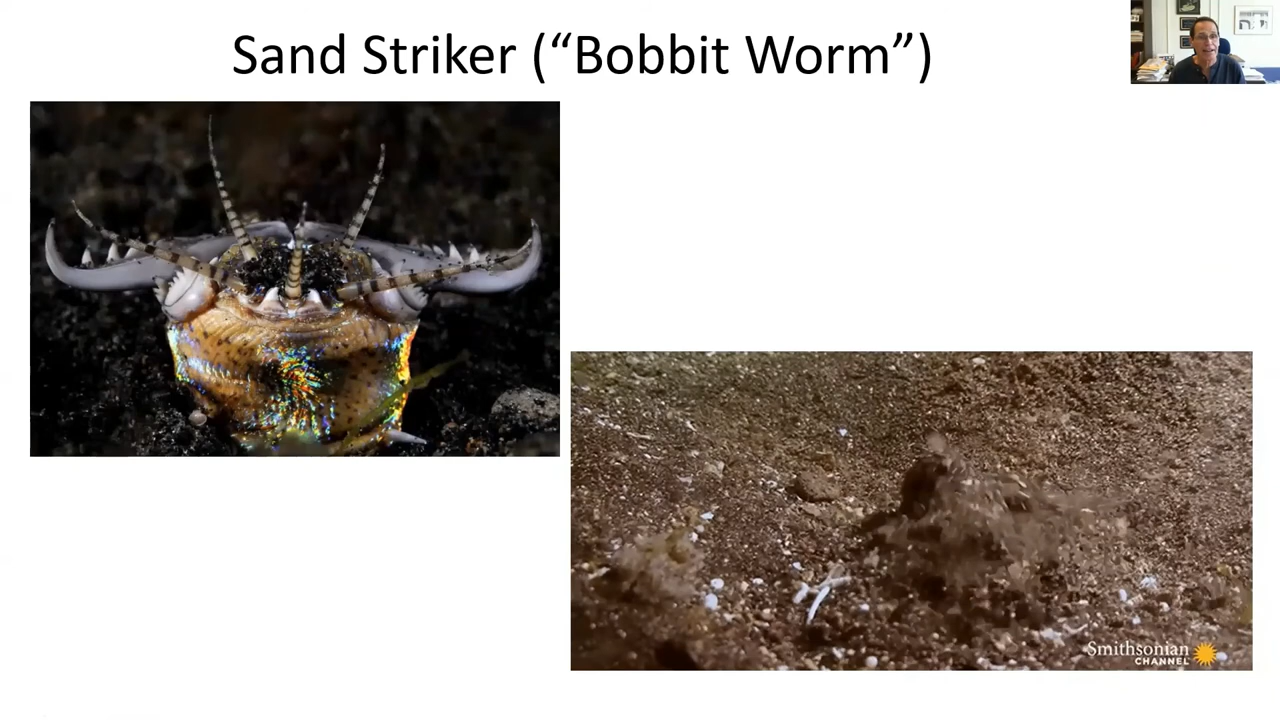 Sand Striker (“Bobbit Worm”)
Smithsonian
CHANNEL